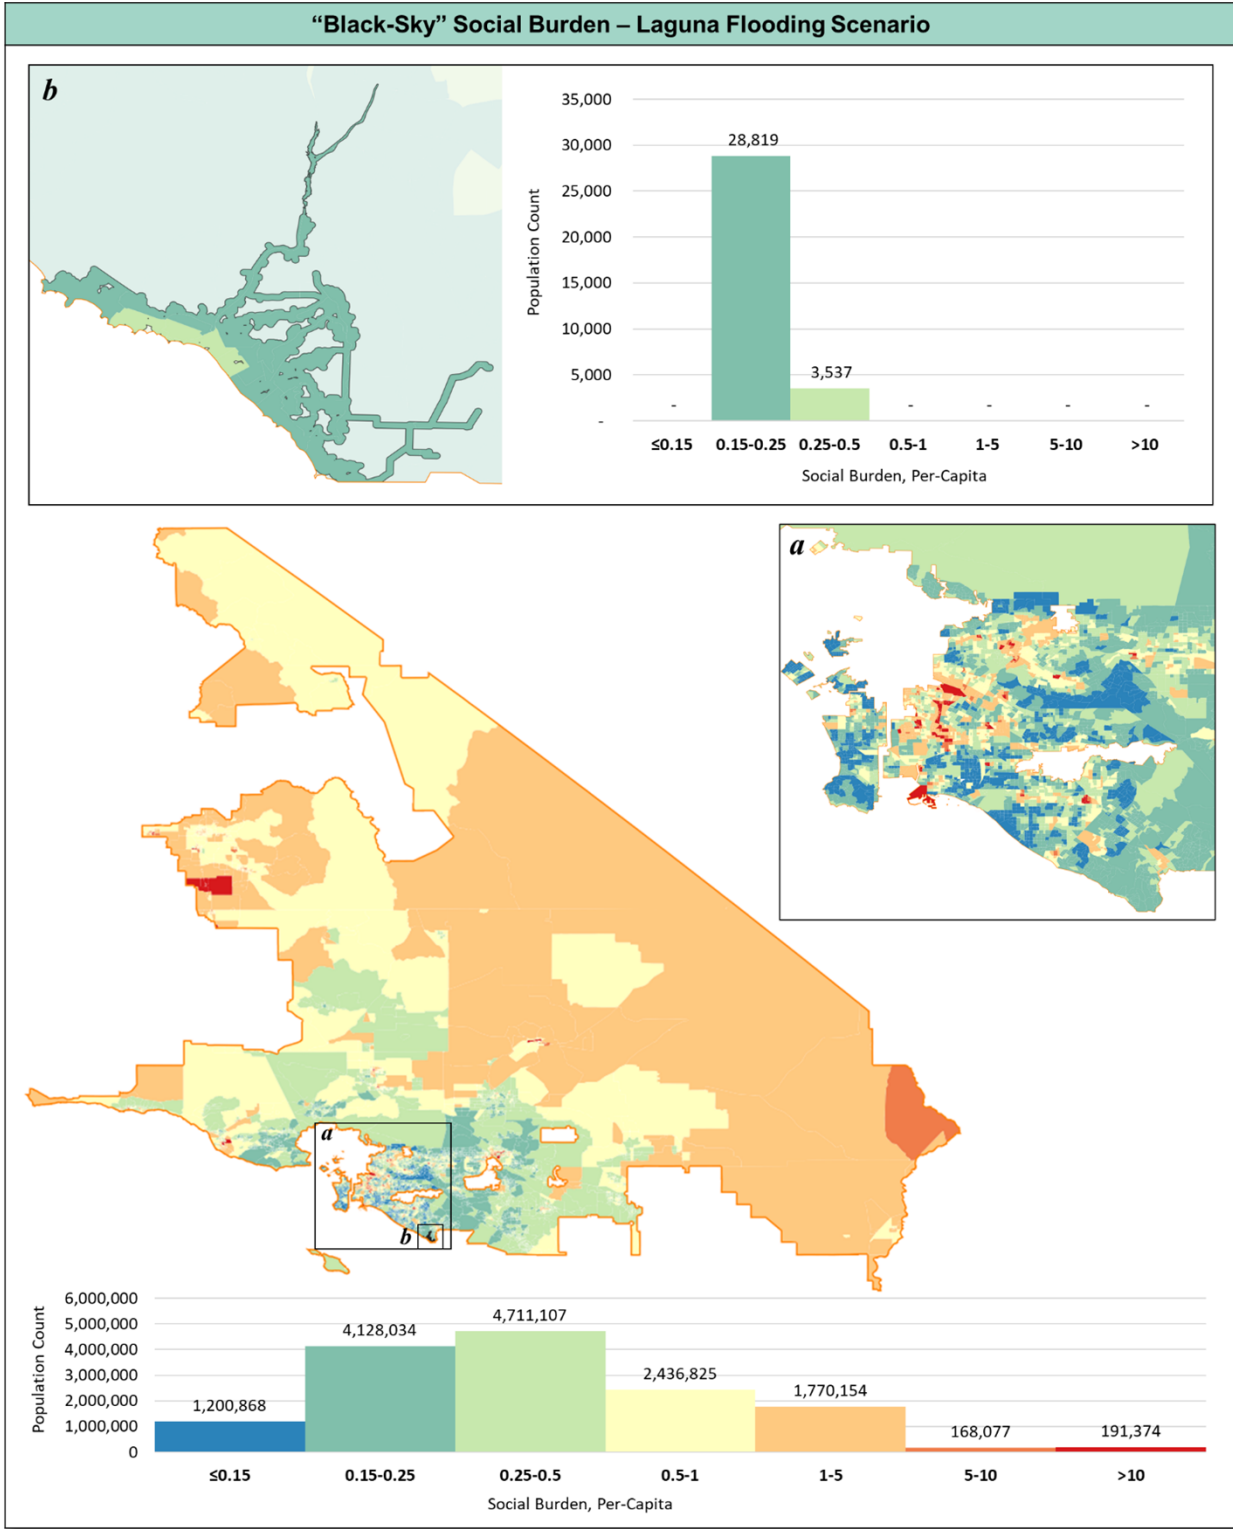 “Black-Sky” Social Burden – Laguna Flooding Scenario
b
35,000
30,000
25,000
20,000
15,000
10,000
5,000
-
Population Count
28,819
3,537
- - - - -
≤0.15 0.15-0.25 0.25-0.5 0.5-1 1-5 5-10 >10
Social Burden, Per-Capita
a
a
b
6,000,000
5,000,000
4,000,000
3,000,000
2,000,000
1,000,000
0
Population Count
1,200,868
4,128,034
4,711,107
2,436,825
1,770,154
168,077
191,374
≤0.15 0.15-0.25 0.25-0.5 0.5-1 1-5 5-10 >10
Social Burden, Per-Capita